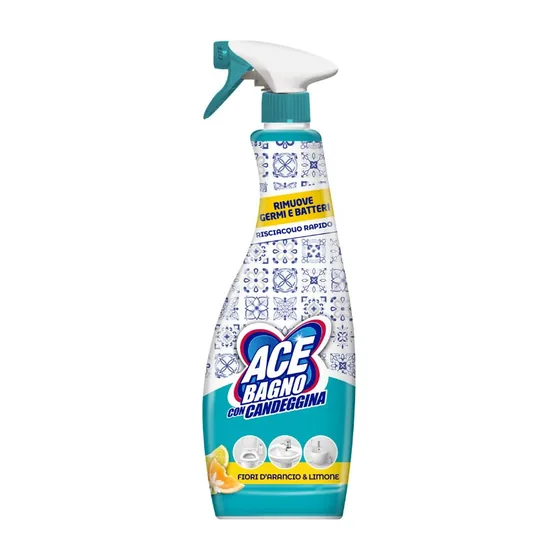 RIMUOVE
GERMI E BATTERI
RISCIACQUO RAPIDO
ACE
BAGNO
CON CANDEGGINA
FIORI D'ARANCIO & LIMONE